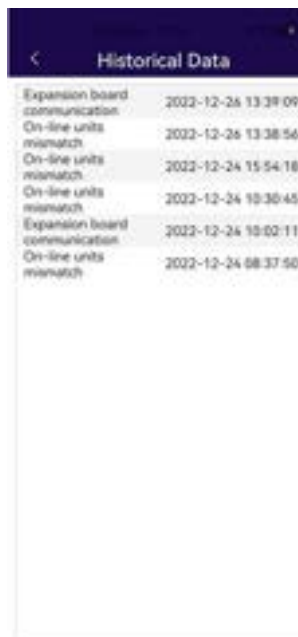 Historical Data
Expansion board
communication
2022-12-26 13:39:09
On-line units
mismatch
2022-12-26 13:38:56
On-line units
mismatch
2022-12-24 15:54:18
On-line units
mismatch
2022-12-24 10:30:45
Expansion board
communication
2022-12-24 10:02:11
On-line units
mismatch
2022-12-24 08:37:50